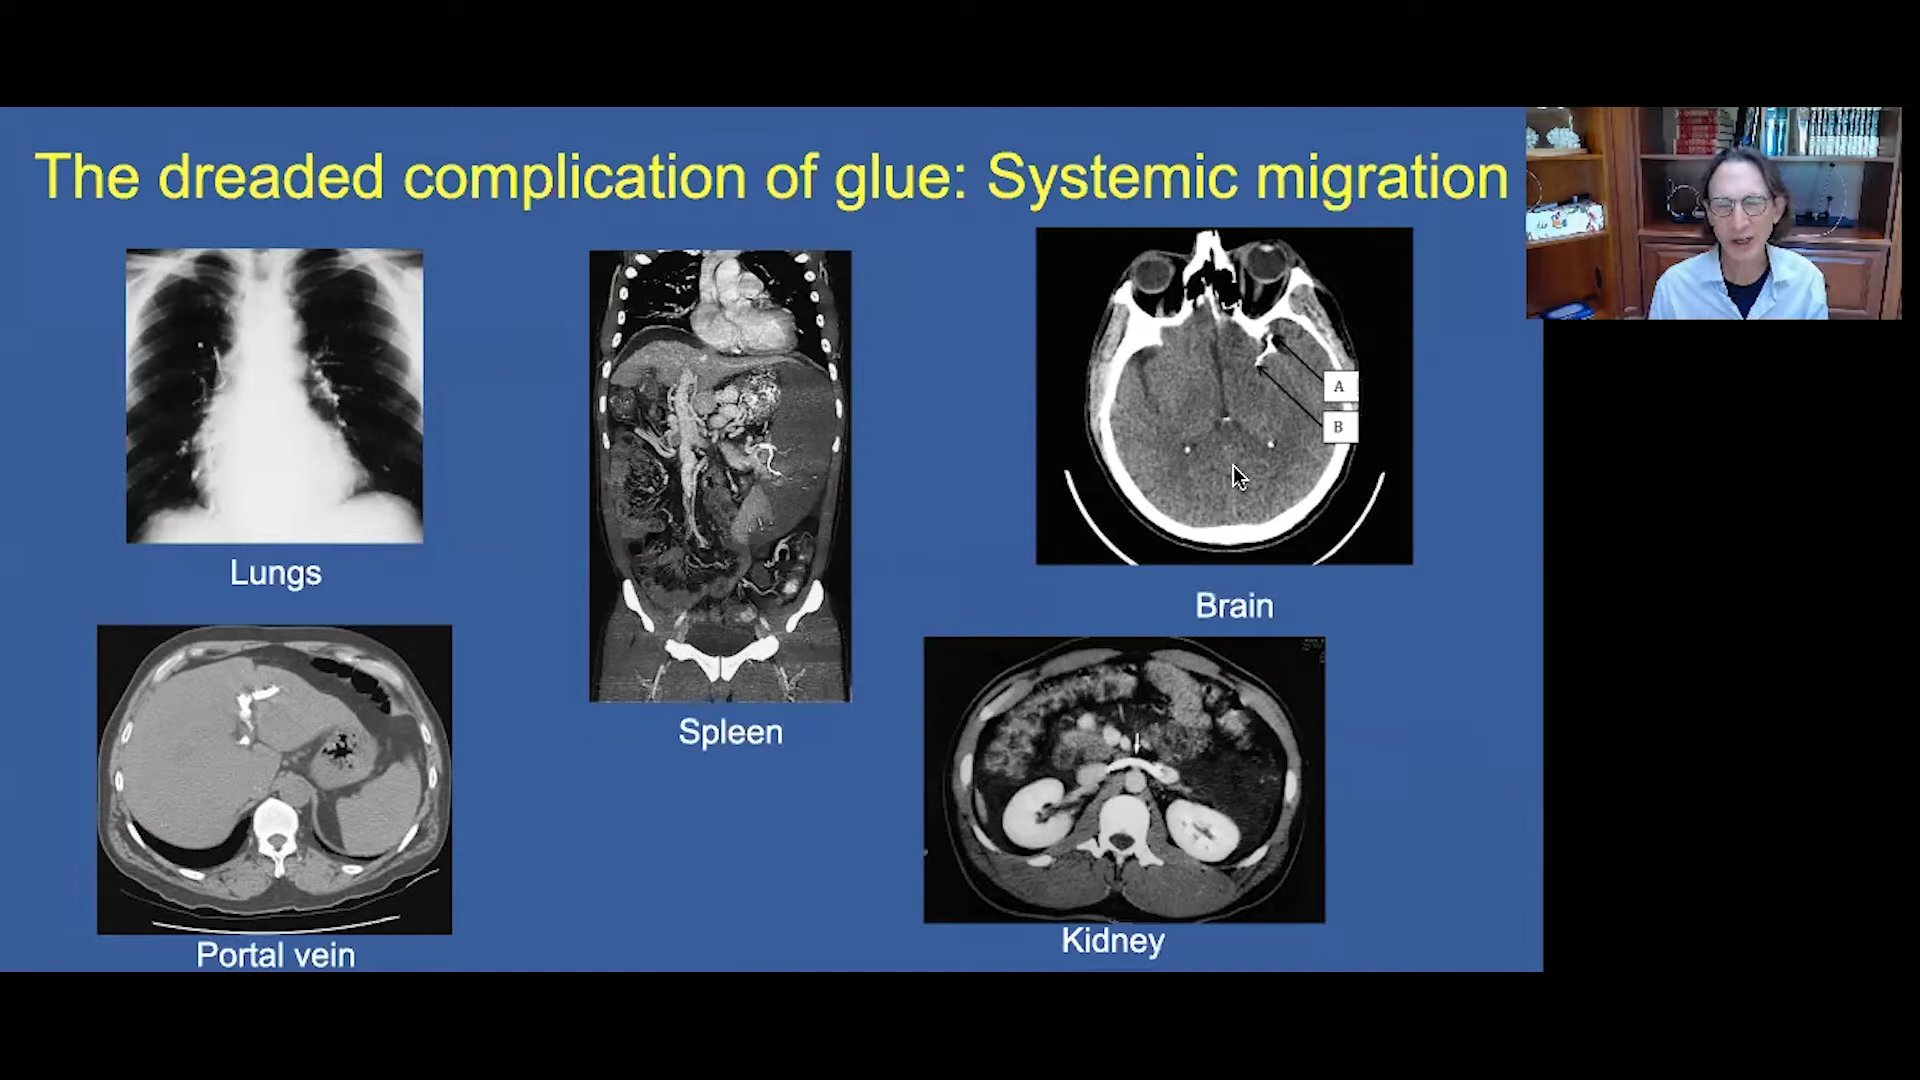 The dreaded complication of glue: Systemic migration
Lungs
Spleen
A
B
Brain
Portal vein
Kidney